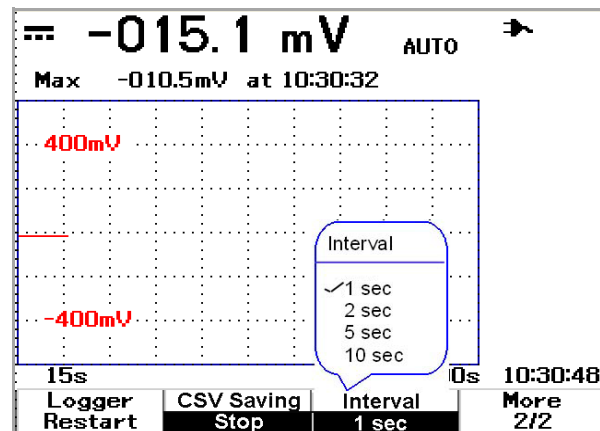 -015.1 mV AUTO
Max -010.5mV at 10:30:32
400mV
Interval
✓1 sec
2 sec
5 sec
10 sec
-400mV
15s 0s 10:30:48
Logger Restart
CSV Saving Stop
Interval 1 sec
More 2/2